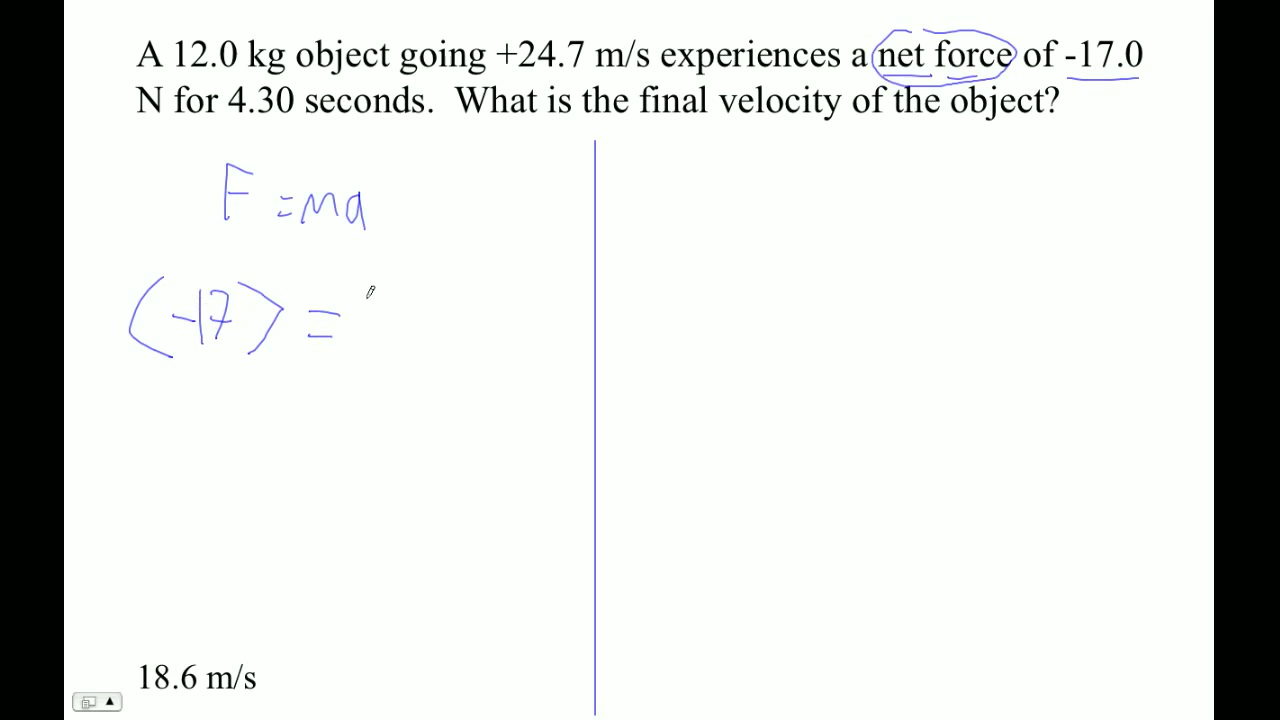 A 12.0 kg object going +24.7 m/s experiences a net force of -17.0
N for 4.30 seconds.  What is the final velocity of the object?
F = ma
(-17) =
18.6 m/s